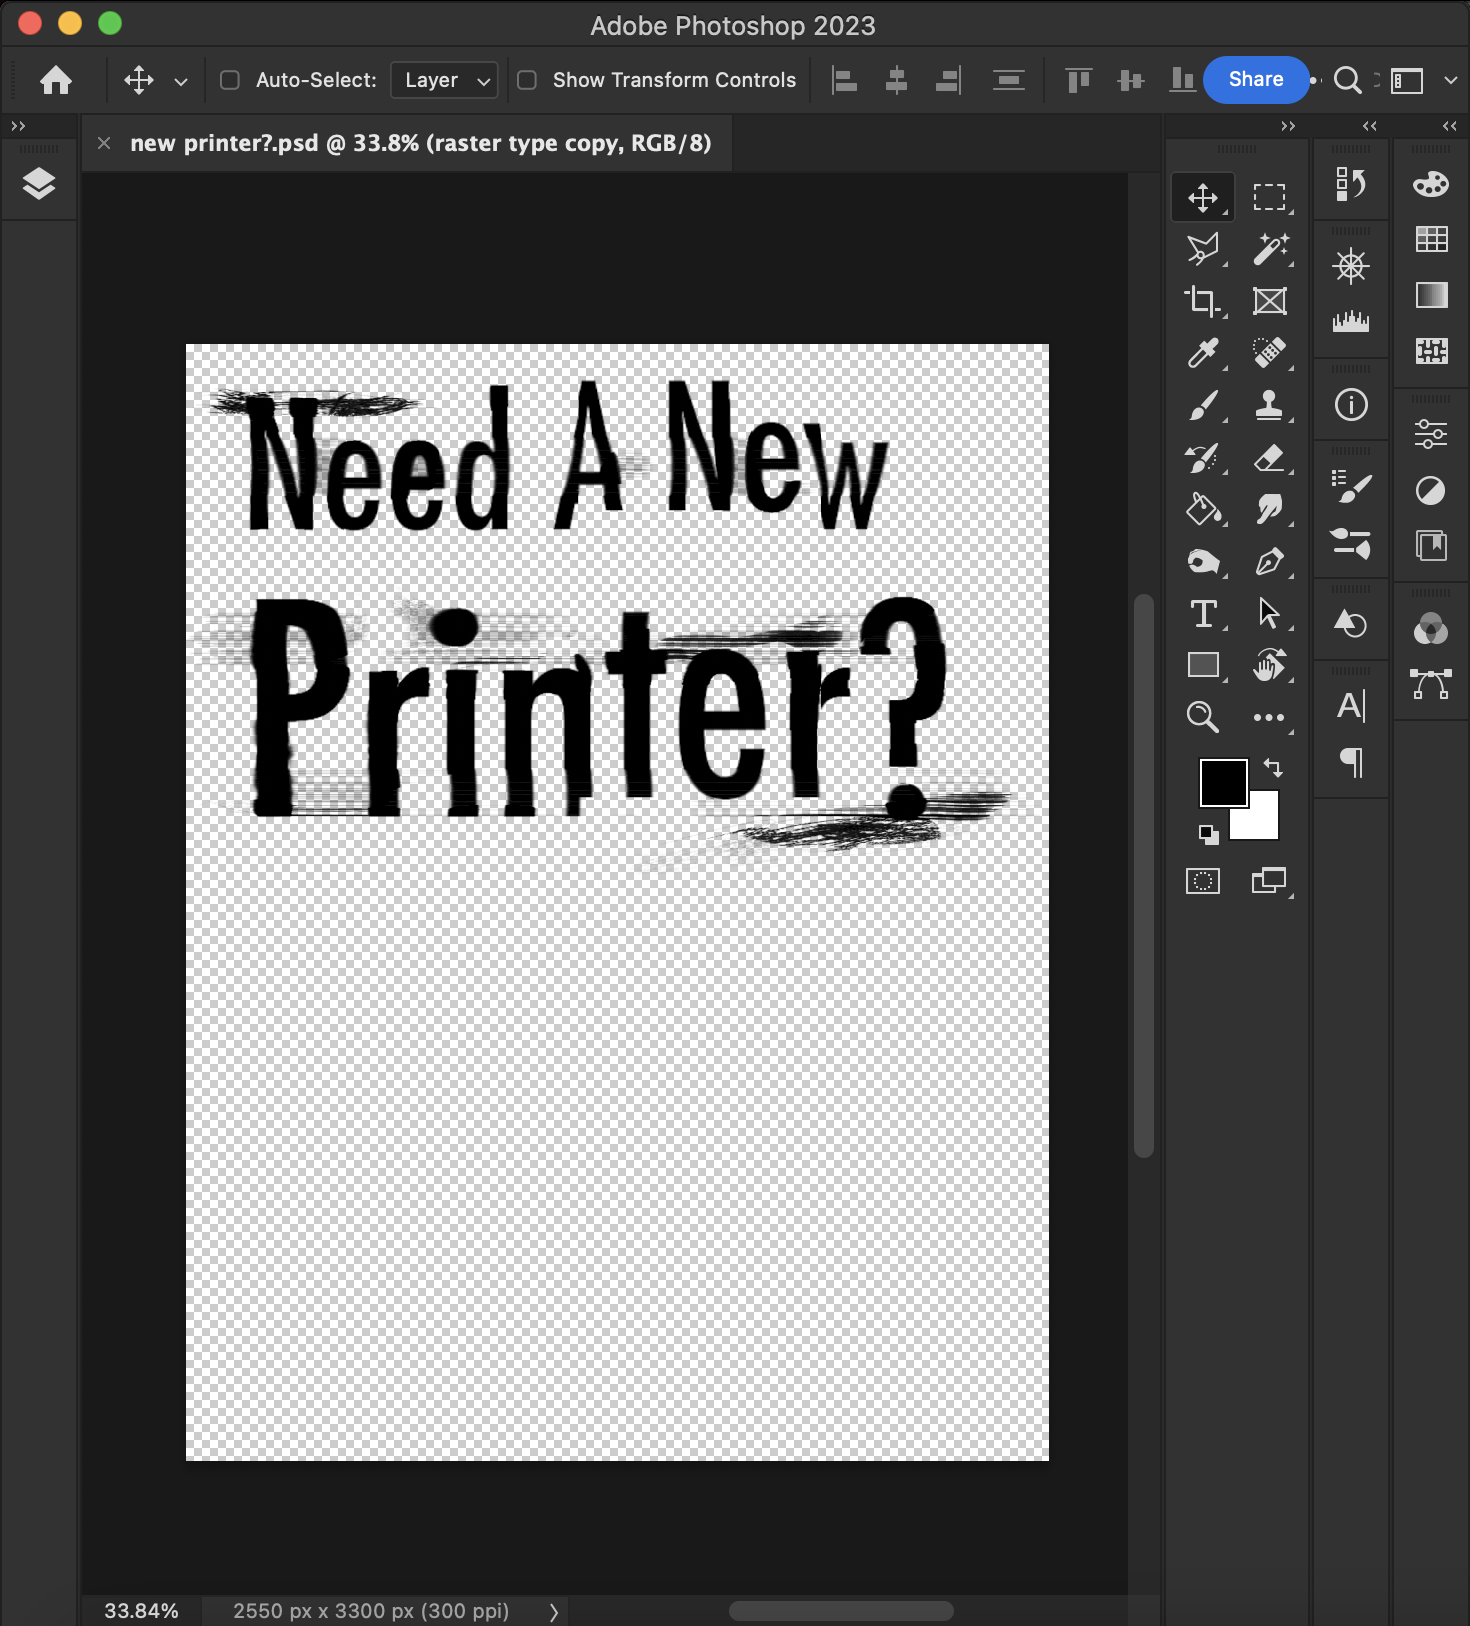 Adobe Photoshop 2023
Auto-Select: Layer Show Transform Controls Share
new printer?.psd @ 33.8% (raster type copy, RGB/8)
Need A New
Printer?
33.84% 2550 px x 3300 px (300 ppi)